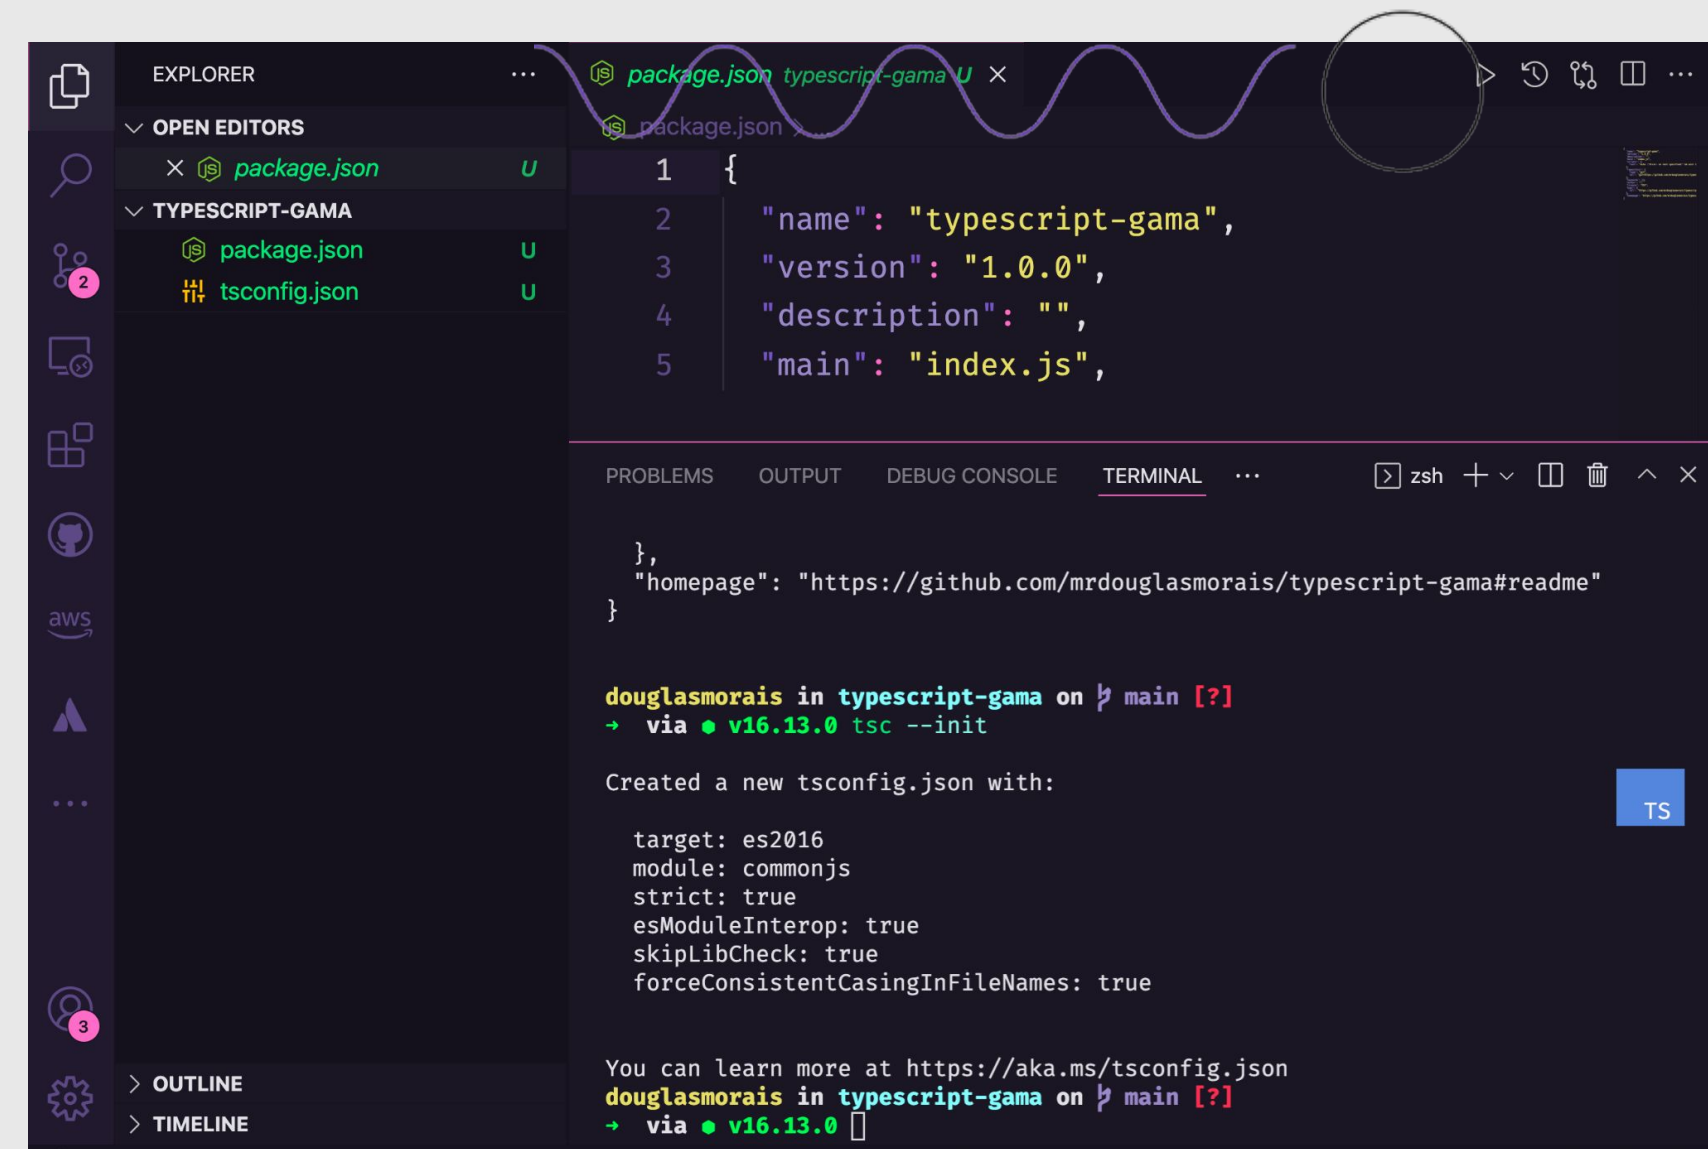 EXPLORER
OPEN EDITORS
package.json U
TYPESCRIPT-GAMA
package.json U
tsconfig.json U
2
aws
3
OUTLINE
TIMELINE
package.json typescript-gama U
package.json > ...
1 {
2 "name": "typescript-gama",
3 "version": "1.0.0",
4 "description": "",
5 "main": "index.js",
PROBLEMS OUTPUT DEBUG CONSOLE TERMINAL ... zsh
},
"homepage": "https://github.com/mrdouglasmorais/typescript-gama#readme"
}
douglasmorais in typescript-gama on main [?]
→ via ● v16.13.0 tsc --init
Created a new tsconfig.json with:
target: es2016
module: commonjs
strict: true
esModuleInterop: true
skipLibCheck: true
forceConsistentCasingInFileNames: true
You can learn more at https://aka.ms/tsconfig.json
douglasmorais in typescript-gama on main [?]
→ via ● v16.13.0
TS